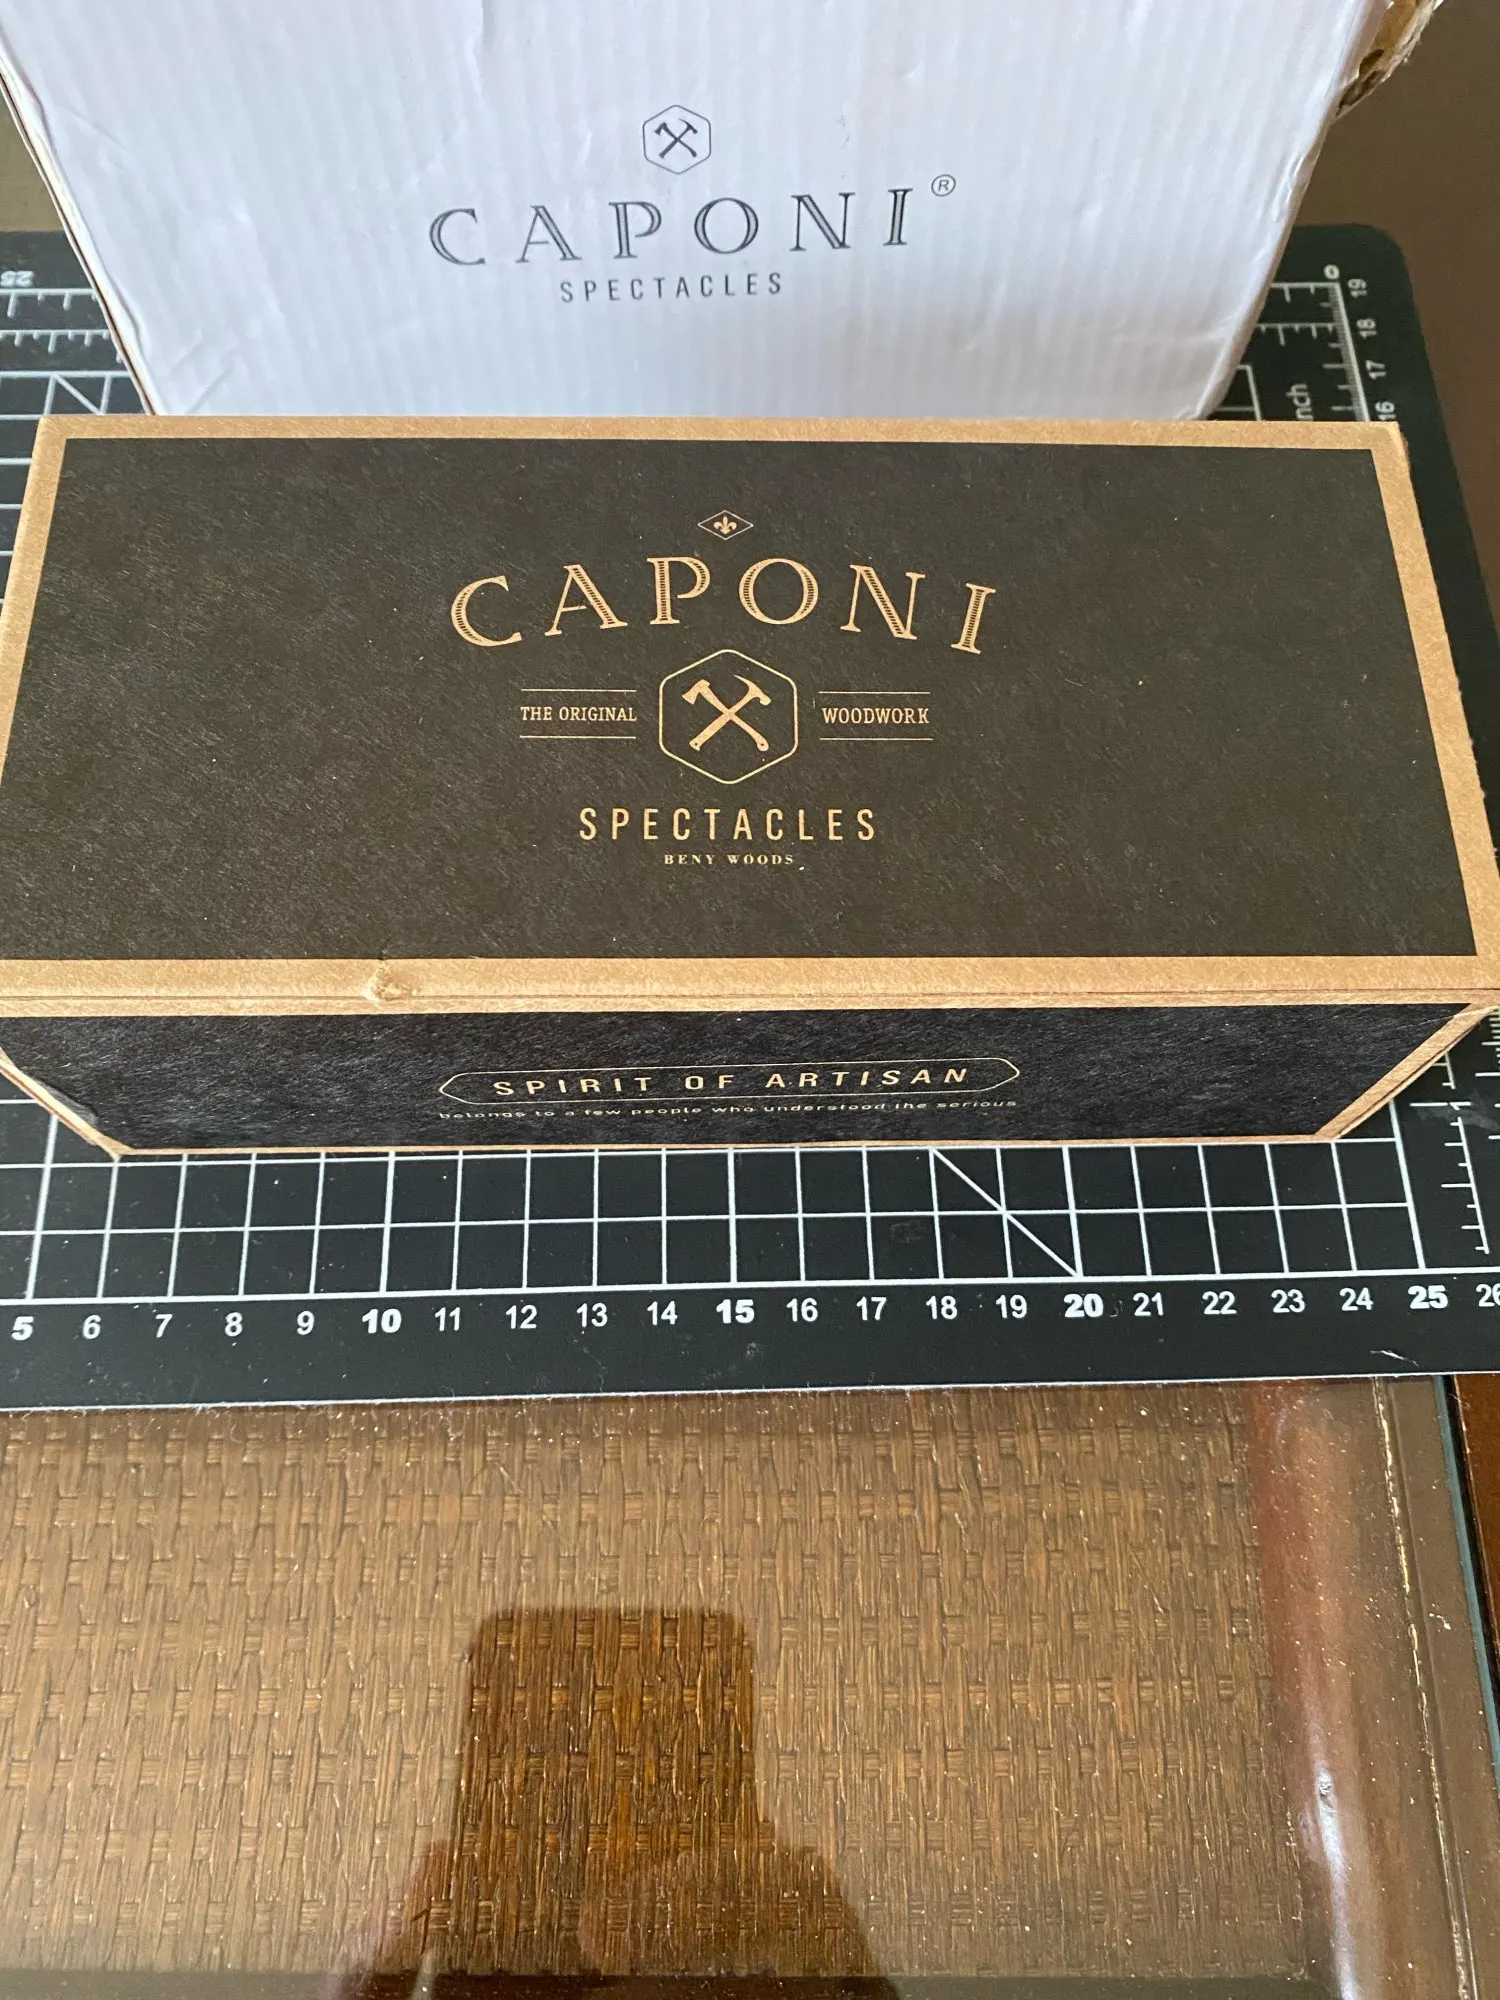 CAPONI®
SPECTACLES
25
0
19
18
17
16
nch
CAPONI
THE ORIGINAL WOODWORK
SPECTACLES
BENY WOODS
SPIRIT OF ARTISAN
belongs to a few people who understood the serious
5 6 7 8 9 10 11 12 13 14 15 16 17 18 19 20 21 22 23 24 25 26